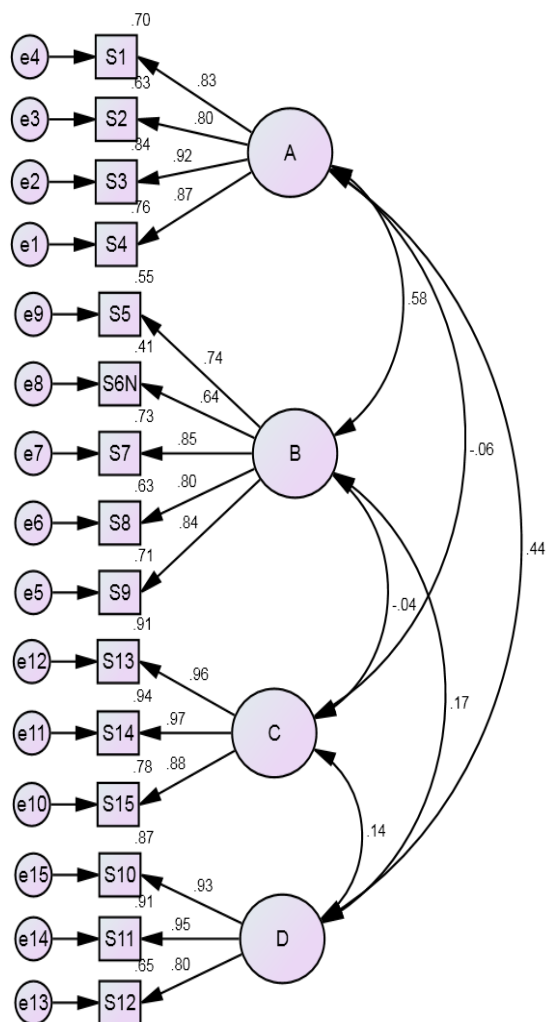 .70
e4 S1 .83
.63
e3 S2 .80
.84
e2 S3 .92
A
.76
e1 S4 .87
.55
e9 S5 .58
.41
.74
e8 S6N .64
.73
-.06
e7 S7 .85
B
.63
e6 S8 .80
.71
.84
.44
e5 S9
-.04
.91
e12 S13 .96
.94
.17
e11 S14 .97
C
.78 .88
e10 S15
.14
.87
e15 S10 .93
.91
e14 S11 .95
D
.65 .80
e13 S12